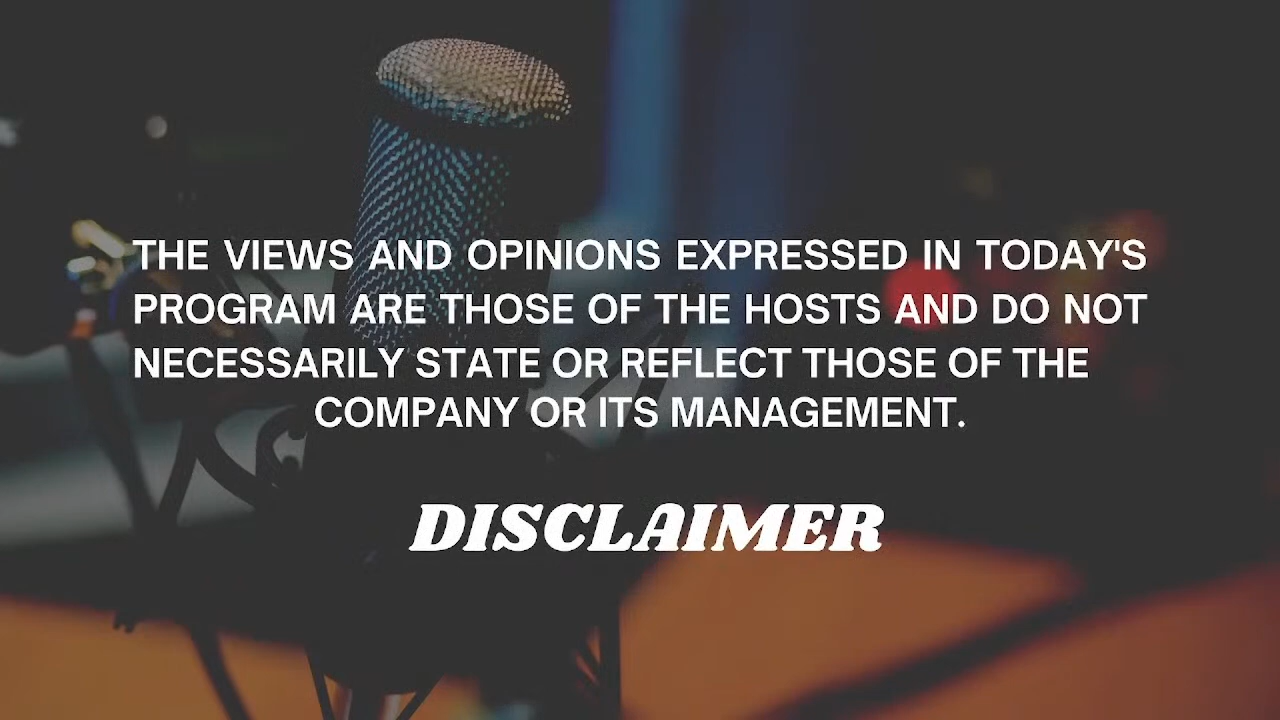 THE VIEWS AND OPINIONS EXPRESSED IN TODAY'S
PROGRAM ARE THOSE OF THE HOSTS AND DO NOT
NECESSARILY STATE OR REFLECT THOSE OF THE
COMPANY OR ITS MANAGEMENT.
DISCLAIMER